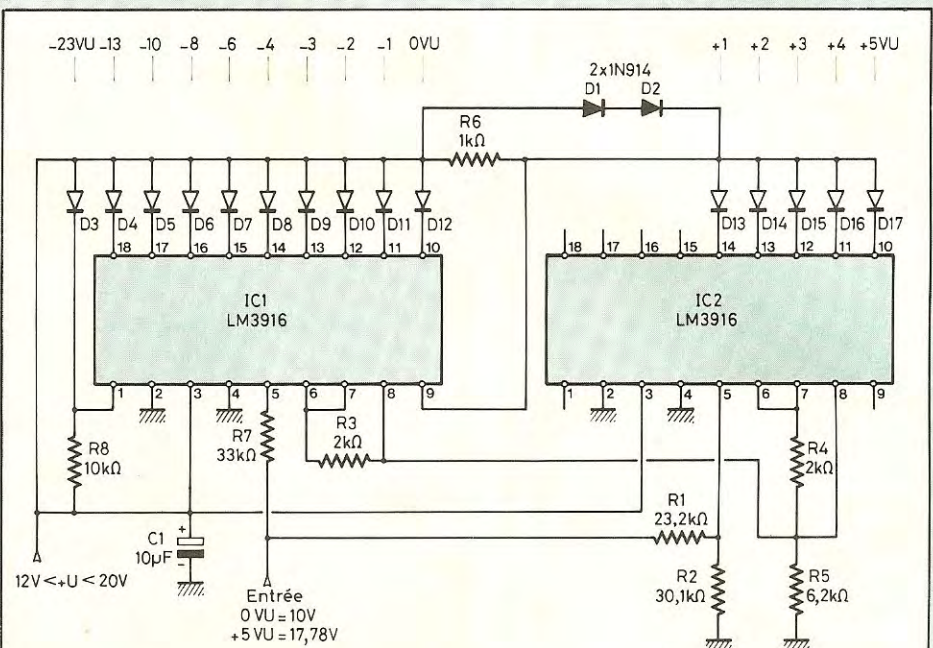 -23VU -13 -10 -8 -6 -4 -3 -2 -1 0VU +1 +2 +3 +4 +5VU
2x1N914
D1 D2
R6
1kΩ
D3 D4 D5 D6 D7 D8 D9 D10 D11 D12 D13 D14 D15 D16 D17
18 17 16 15 14 13 12 11 10 18 17 16 15 14 13 12 11 10
IC1
LM3916
IC2
LM3916
1 2 3 4 5 6 7 8 9 1 2 3 4 5 6 7 8 9
R8
10kΩ
R7
33kΩ
R3
2kΩ
R4
2kΩ
R1
23,2kΩ
C1
10µF
+
-
R2
30,1kΩ
R5
6,2kΩ
12V<+U<20V
Entrée
0 VU = 10V
+5 VU = 17,78V